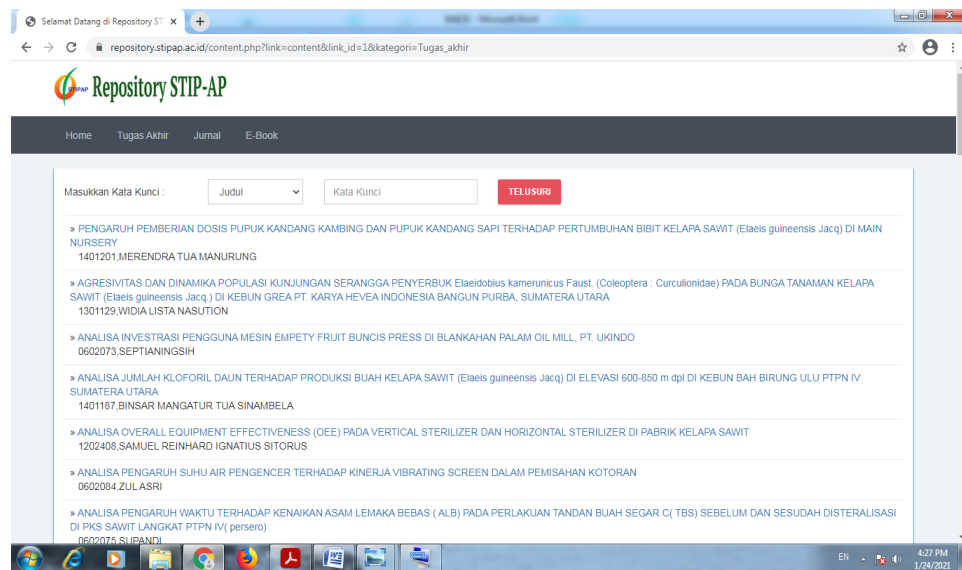 Selamat Datang di Repository ST
repository.stipap.ac.id/content.php?link=content&link_id=1&kategori=Tugas_akhir
STIPAP Repository STIP-AP
Home Tugas Akhir Jurnal E-Book
Masukkan Kata Kunci : Judul Kata Kunci TELUSURI
» PENGARUH PEMBERIAN DOSIS PUPUK KANDANG KAMBING DAN PUPUK KANDANG SAPI TERHADAP PERTUMBUHAN BIBIT KELAPA SAWIT (Elaeis guineensis Jacq) DI MAIN
NURSERY
1401201,MERENDRA TUA MANURUNG
» AGRESIVITAS DAN DINAMIKA POPULASI KUNJUNGAN SERANGGA PENYERBUK Elaeidobius kamerunicus Faust. (Coleoptera : Curculionidae) PADA BUNGA TANAMAN KELAPA
SAWIT (Elaeis guineensis Jacq.) DI KEBUN GREA PT. KARYA HEVEA INDONESIA BANGUN PURBA, SUMATERA UTARA
1301129,WIDIA LISTA NASUTION
» ANALISA INVESTRASI PENGGUNA MESIN EMPETY FRUIT BUNCIS PRESS DI BLANKAHAN PALAM OIL MILL, PT. UKINDO
0602073,SEPTIANINGSIH
» ANALISA JUMLAH KLOFORIL DAUN TERHADAP PRODUKSI BUAH KELAPA SAWIT (Elaeis guineensis Jacq) DI ELEVASI 600-850 m dpl DI KEBUN BAH BIRUNG ULU PTPN IV
SUMATERA UTARA
1401187,BINSAR MANGATUR TUA SINAMBELA
» ANALISA OVERALL EQUIPMENT EFFECTIVENESS (OEE) PADA VERTICAL STERILIZER DAN HORIZONTAL STERILIZER DI PABRIK KELAPA SAWIT
1202408,SAMUEL REINHARD IGNATIUS SITORUS
» ANALISA PENGARUH SUHU AIR PENGENCER TERHADAP KINERJA VIBRATING SCREEN DALAM PEMISAHAN KOTORAN
0602084,ZUL ASRI
» ANALISA PENGARUH WAKTU TERHADAP KENAIKAN ASAM LEMAKA BEBAS ( ALB) PADA PERLAKUAN TANDAN BUAH SEGAR C( TBS) SEBELUM DAN SESUDAH DISTERALISASI
DI PKS SAWIT LANGKAT PTPN IV( persero)
0602075,SUPANDI
EN 4:27 PM
1/24/2021